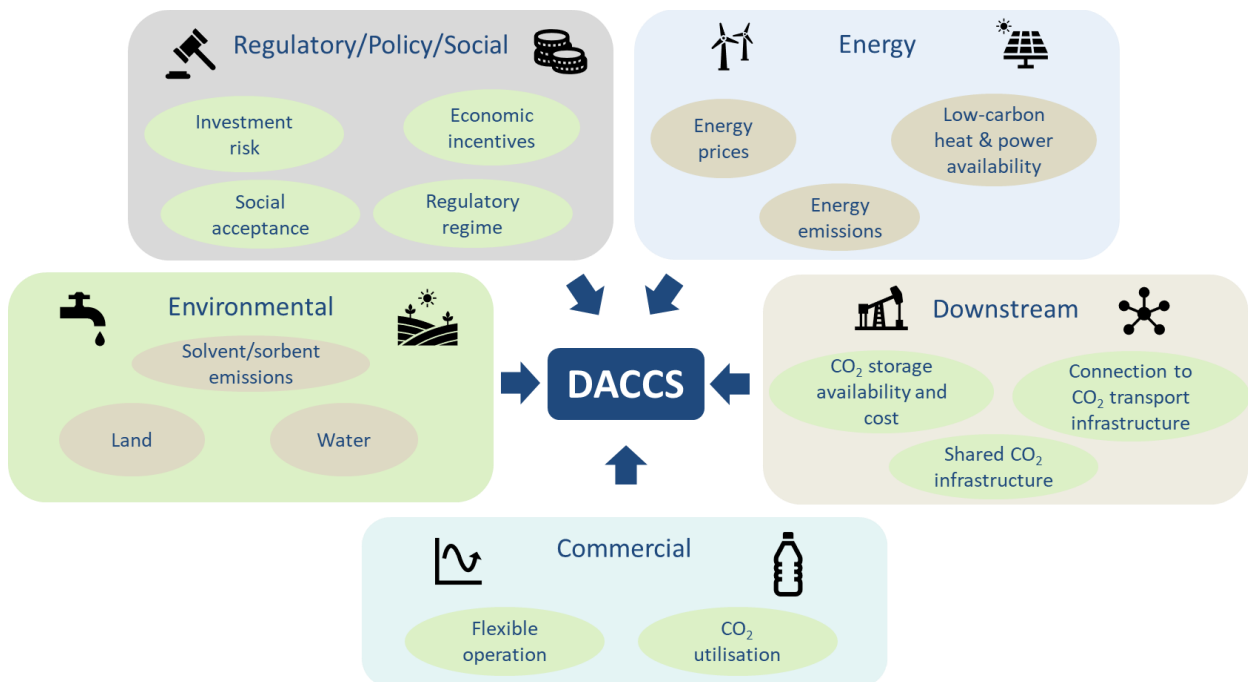 Regulatory/Policy/Social
Investment
risk
Economic
incentives
Social
acceptance
Regulatory
regime
Energy
Energy
prices
Low-carbon
heat & power
availability
Energy
emissions
Environmental
Solvent/sorbent
emissions
Land
Water
DACCS
Downstream
CO₂ storage
availability and
cost
Connection to
CO₂ transport
infrastructure
Shared CO₂
infrastructure
Commercial
Flexible
operation
CO₂
utilisation